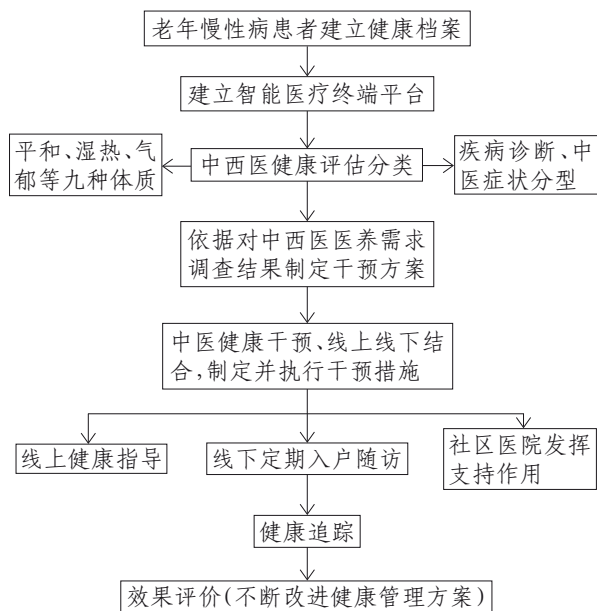 老年慢性病患者建立健康档案
建立智能医疗终端平台
平和、湿热、气
郁等九种体质
中西医健康评估分类
疾病诊断、中
医症状分型
依据对中西医医养需求
调查结果制定干预方案
中医健康干预、线上线下结
合,制定并执行干预措施
线上健康指导
线下定期入户随访
社区医院发挥
支持作用
健康追踪
效果评价(不断改进健康管理方案)